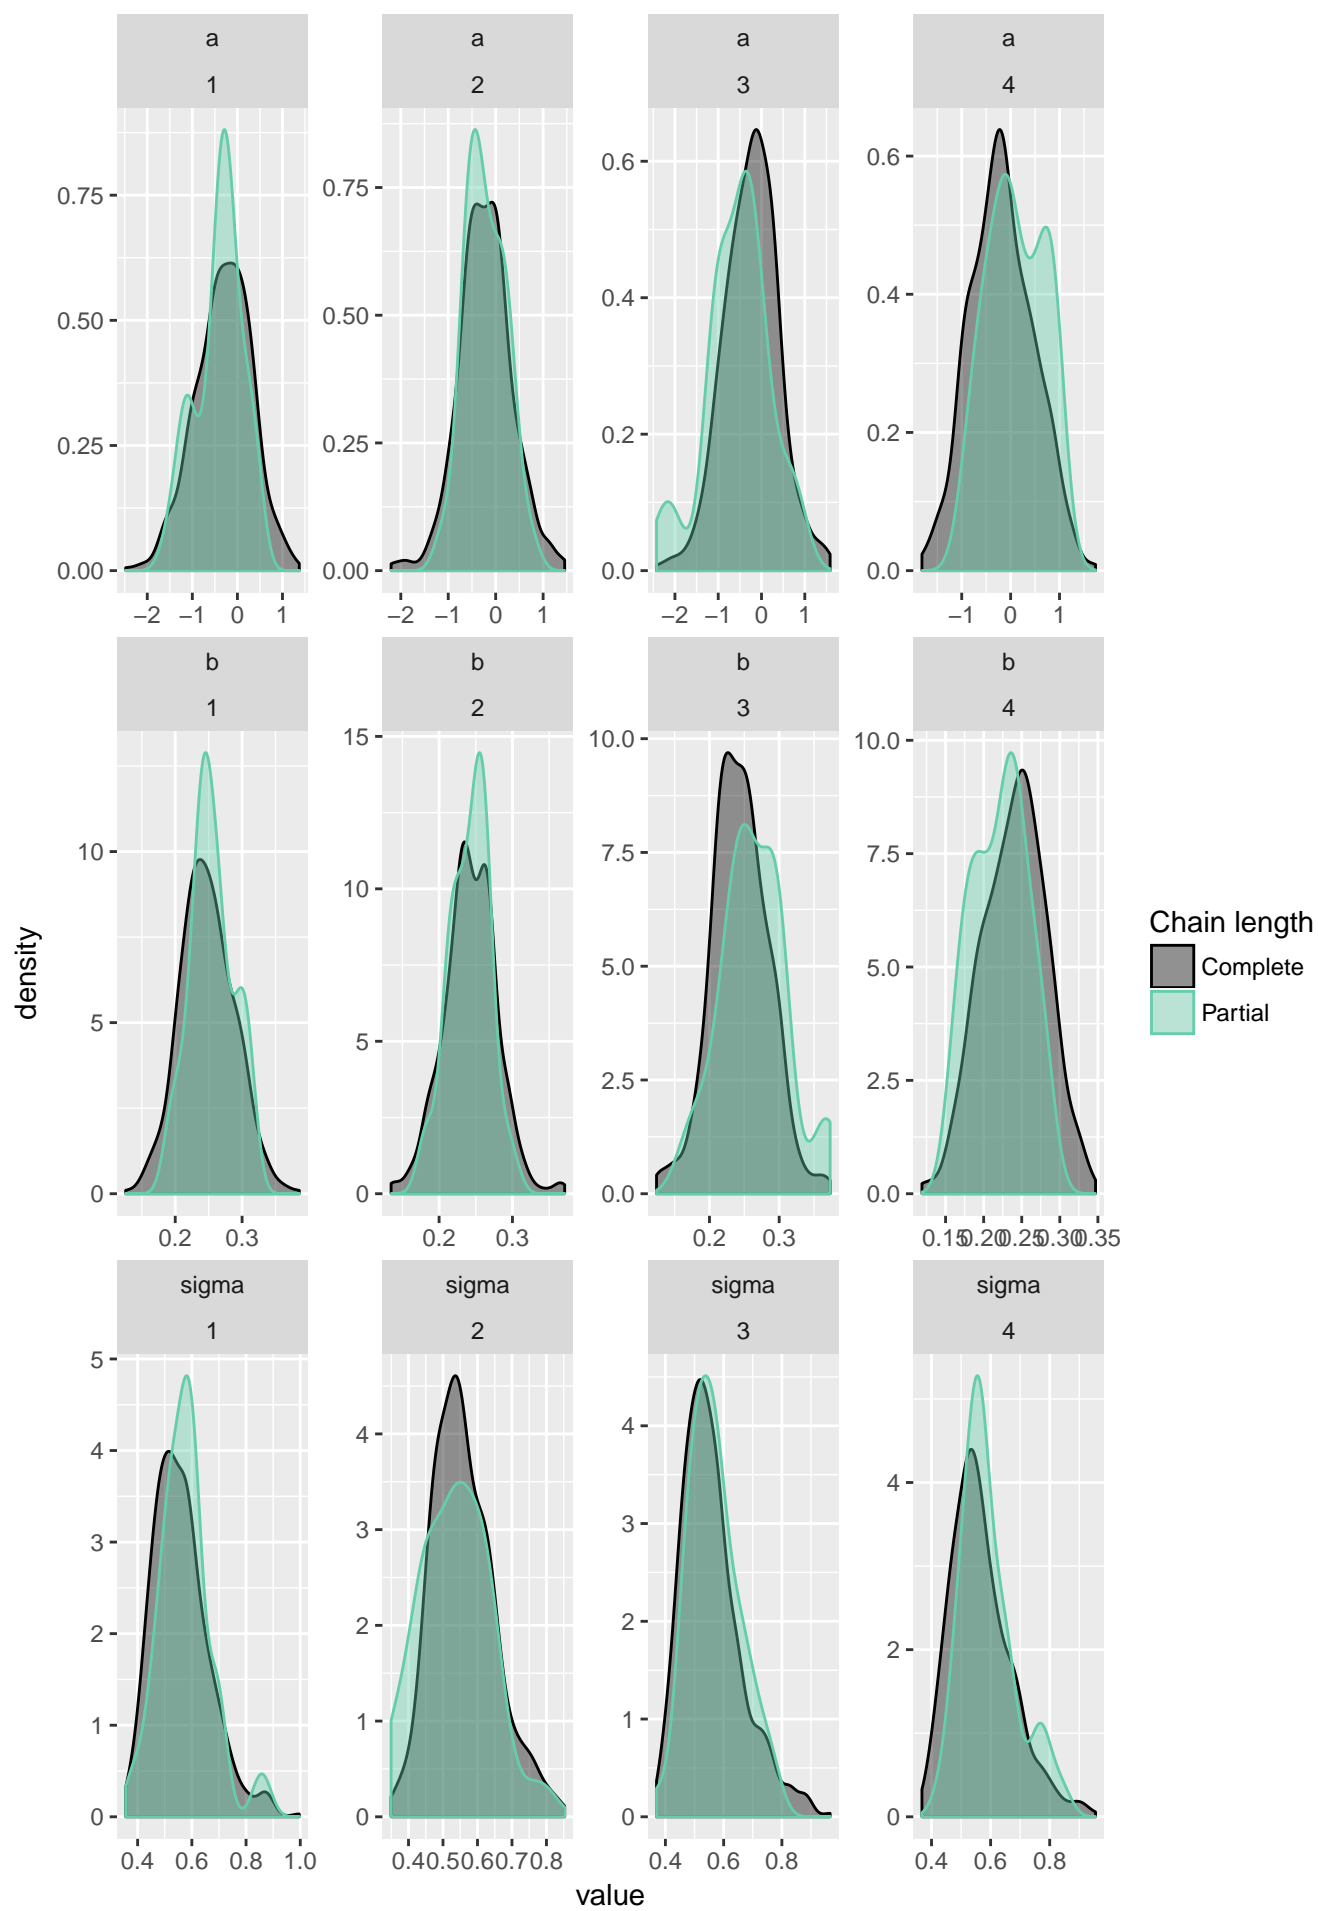 a a a a
1 2 3 4
0.75 0.75 0.6 0.6
0.50 0.50 0.4 0.4
0.25 0.25 0.2 0.2
0.00 0.00 0.0 0.0
−2 −1 0 1 −2 −1 0 1 −2 −1 0 1 −1 0 1
b b b b
1 2 3 4
10 15 10.0 10.0
5 10 7.5 7.5
0 5 5.0 5.0
0 2.5 2.5
0.0 0.0
0.2 0.3 0.2 0.3 0.2 0.3 0.15 0.20 0.25 0.30 0.35
density
Chain length
Complete
Partial
sigma sigma sigma sigma
1 2 3 4
5 4 4 4
4 3 3 2
3 2 2 0
2 1 1
1 0 0
0
0.4 0.6 0.8 1.0 0.4 0.5 0.6 0.7 0.8 0.4 0.6 0.8 0.4 0.6 0.8
value